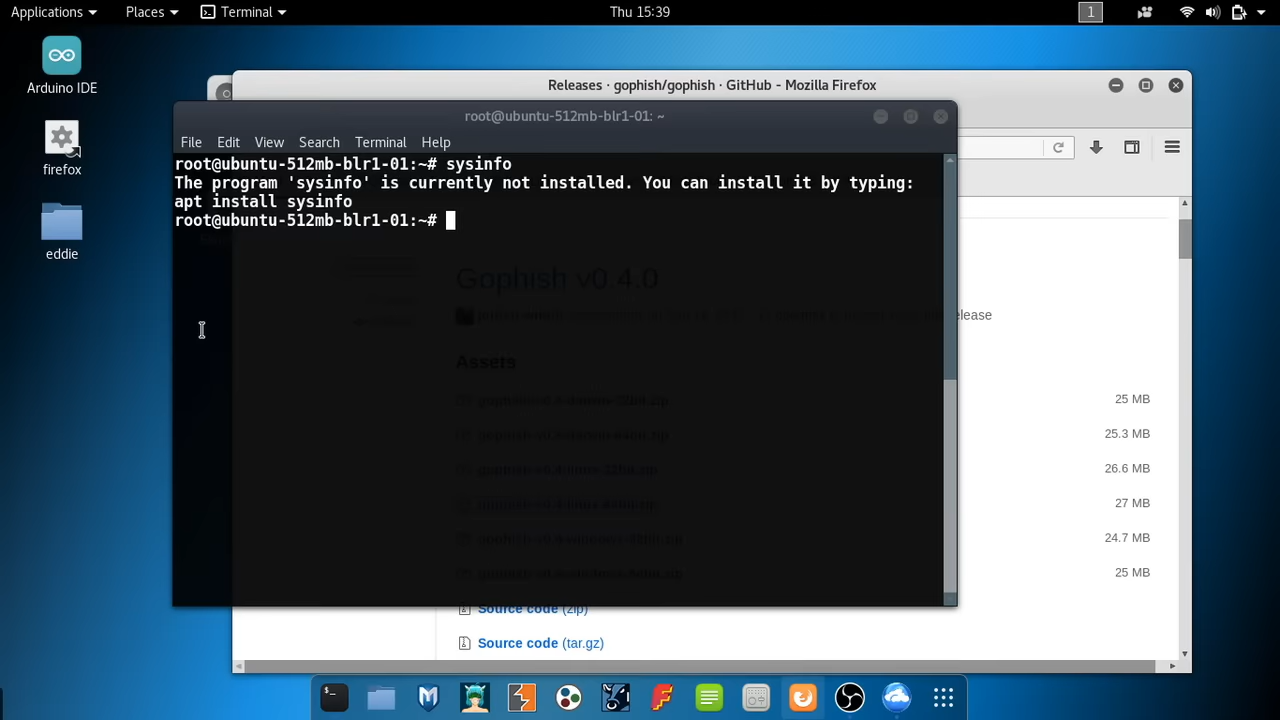 Applications Places Terminal Thu 15:39 1
Arduino IDE
firefox
eddie
Releases · gophish/gophish · GitHub - Mozilla Firefox
root@ubuntu-512mb-blr1-01: ~
File Edit View Search Terminal Help
root@ubuntu-512mb-blr1-01:~# sysinfo
The program 'sysinfo' is currently not installed. You can install it by typing:
apt install sysinfo
root@ubuntu-512mb-blr1-01:~#
Gophish v0.4.0
elease
Assets
25 MB
25.3 MB
26.6 MB
27 MB
24.7 MB
25 MB
Source code (zip)
Source code (tar.gz)